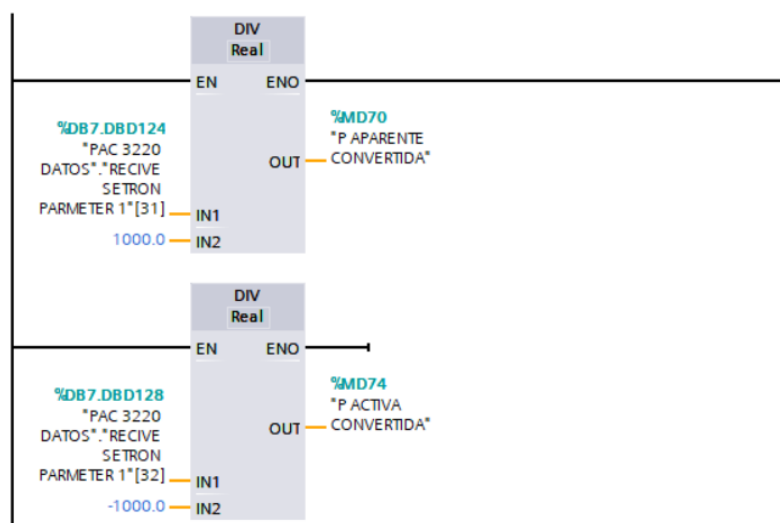 DIV
Real
EN ENO
%DB7.DBD124
"PAC 3220
DATOS"."RECIVE
SETRON
PARMETER 1"[31]
IN1
1000.0
IN2
%MD70
"P APARENTE
CONVERTIDA"
OUT
DIV
Real
EN ENO
%DB7.DBD128
"PAC 3220
DATOS"."RECIVE
SETRON
PARMETER 1"[32]
IN1
-1000.0
IN2
%MD74
"P ACTIVA
CONVERTIDA"
OUT